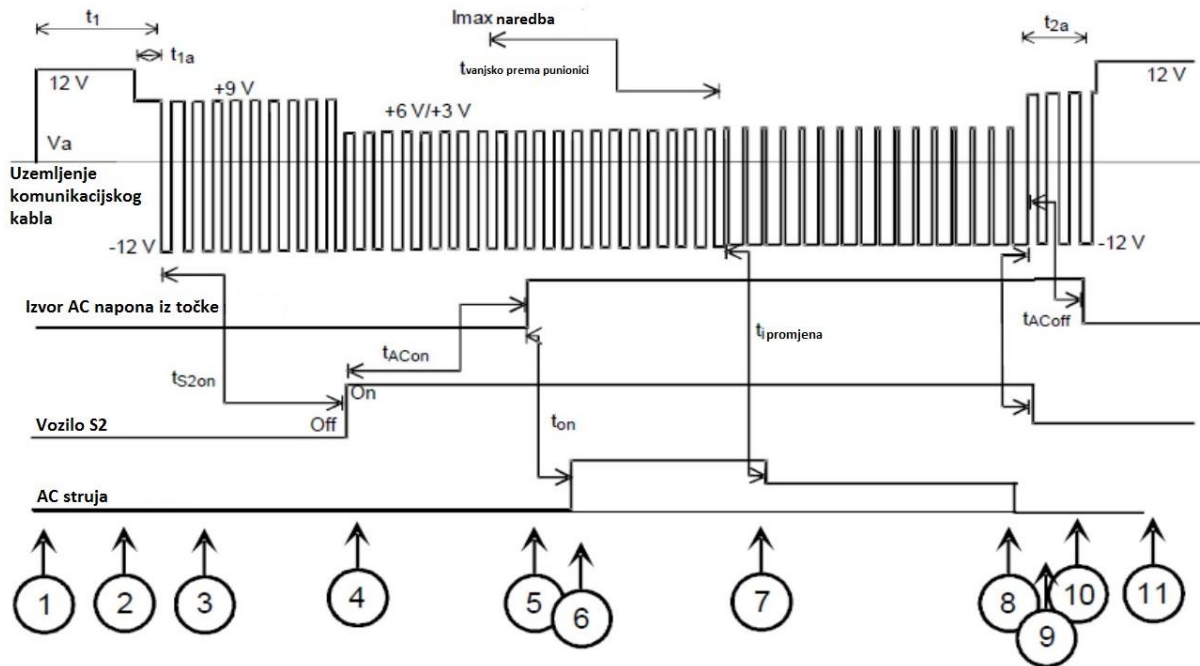 t1
Imax naredba
t2a
t1a
tvanjsko prema punionici
12 V
+9 V
12 V
+6 V/+3 V
Va
Uzemljenje
komunikacijskog
kabla
-12 V
-12 V
Izvor AC napona iz točke
tACon
ti promjena
tACoff
tS2on
On
Vozilo S2
Off
ton
AC struja
1
2
3
4
5
6
7
8
9
10
11